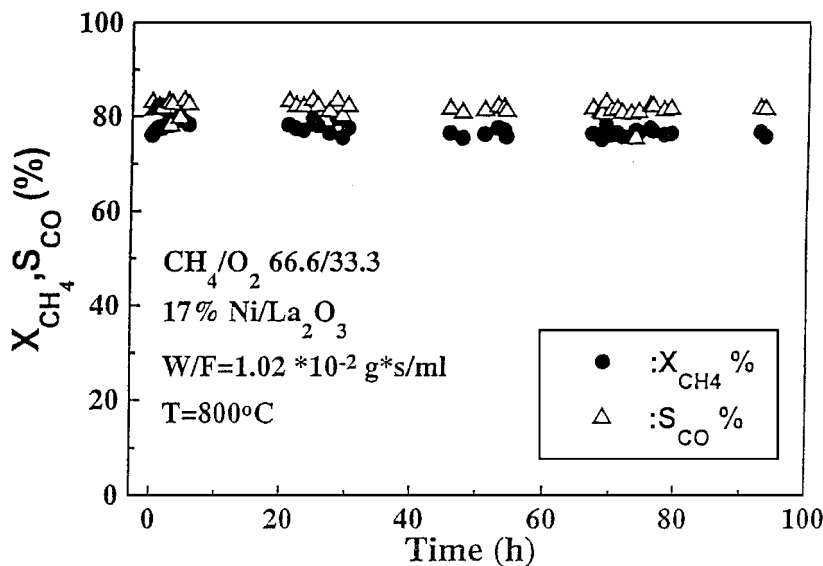 100
80
60
40
20
0
X_CH4, S_CO (%)
CH4/O2 66.6/33.3
17% Ni/La2O3
W/F=1.02 *10-2 g*s/ml
T=800oC
● :X_CH4 %
△ :S_CO %
0 20 40 60 80 100
Time (h)